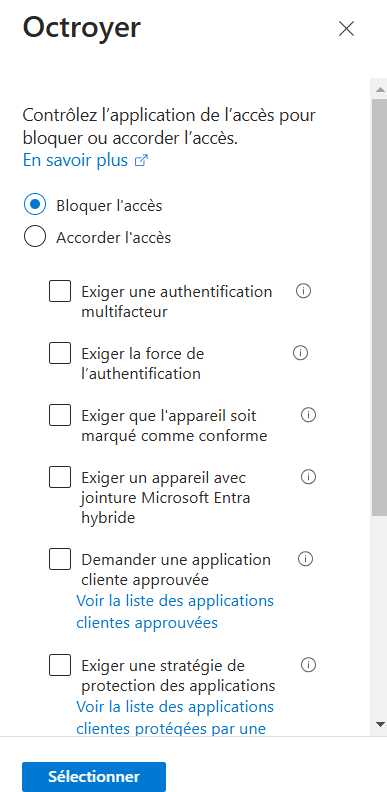 Octroyer
Contrôlez l’application de l’accès pour
bloquer ou accorder l’accès.
En savoir plus
Bloquer l'accès
Accorder l'accès
Exiger une authentification
multifacteur
Exiger la force de
l’authentification
Exiger que l'appareil soit
marqué comme conforme
Exiger un appareil avec
jointure Microsoft Entra
hybride
Demander une application
cliente approuvée
Voir la liste des applications
clientes approuvées
Exiger une stratégie de
protection des applications
Voir la liste des applications
clientes protégées par une
Sélectionner